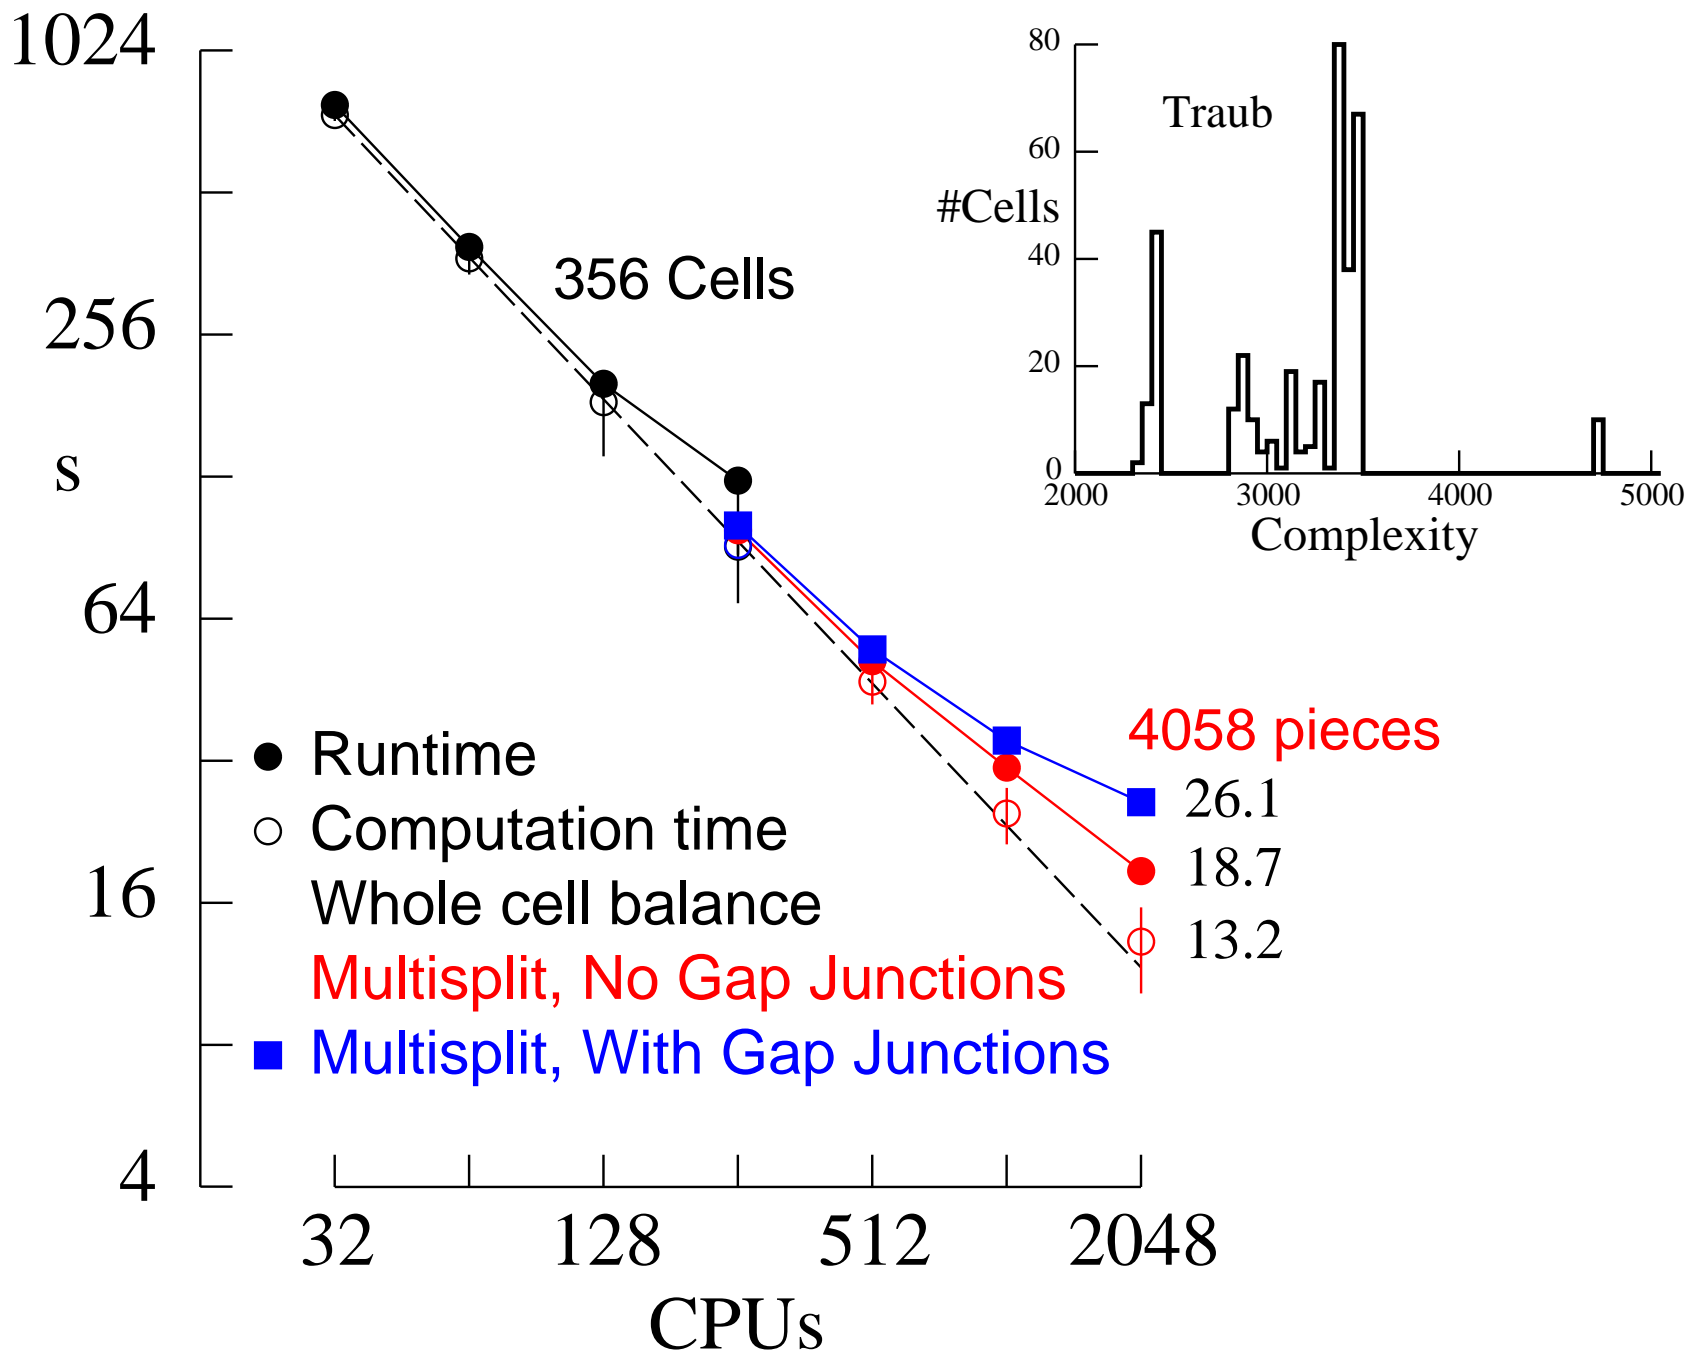 1024
256
s
64
16
4
32
128
512
2048
CPUs
356 Cells
4058 pieces
26.1
18.7
13.2
Runtime
Computation time
Whole cell balance
Multisplit, No Gap Junctions
Multisplit, With Gap Junctions
80
60
40
20
0
#Cells
Traub
2000
3000
4000
5000
Complexity